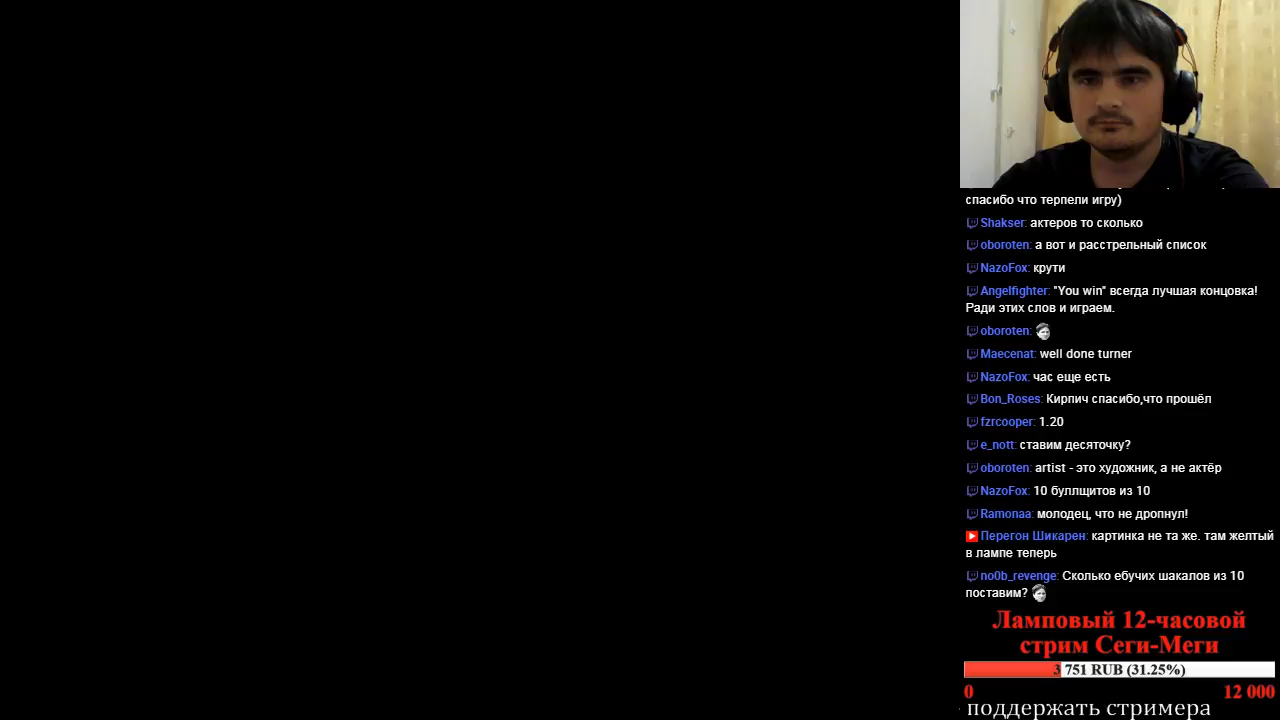 спасибо что терпели игру)
Shakser: актеров то сколько
oboroten: а вот и расстрельный список
NazoFox: крути
Angelfighter: "You win" всегда лучшая концовка!
Ради этих слов и играем.
oboroten:
Maecenat: well done turner
NazoFox: час еще есть
Bon_Roses: Кирпич спасибо,что прошёл
fzrcooper: 1.20
e_nott: ставим десяточку?
oboroten: artist - это художник, а не актёр
NazoFox: 10 буллщитов из 10
Ramonaa: молодец, что не дропнул!
Перегон Шикарен: картинка не та же. там желтый
в лампе теперь
no0b_revenge: Сколько ебучих шакалов из 10
поставим?
Ламповый 12-часовой
стрим Сеги-Меги
3 751 RUB (31.25%)
0 12 000
поддержать стримера